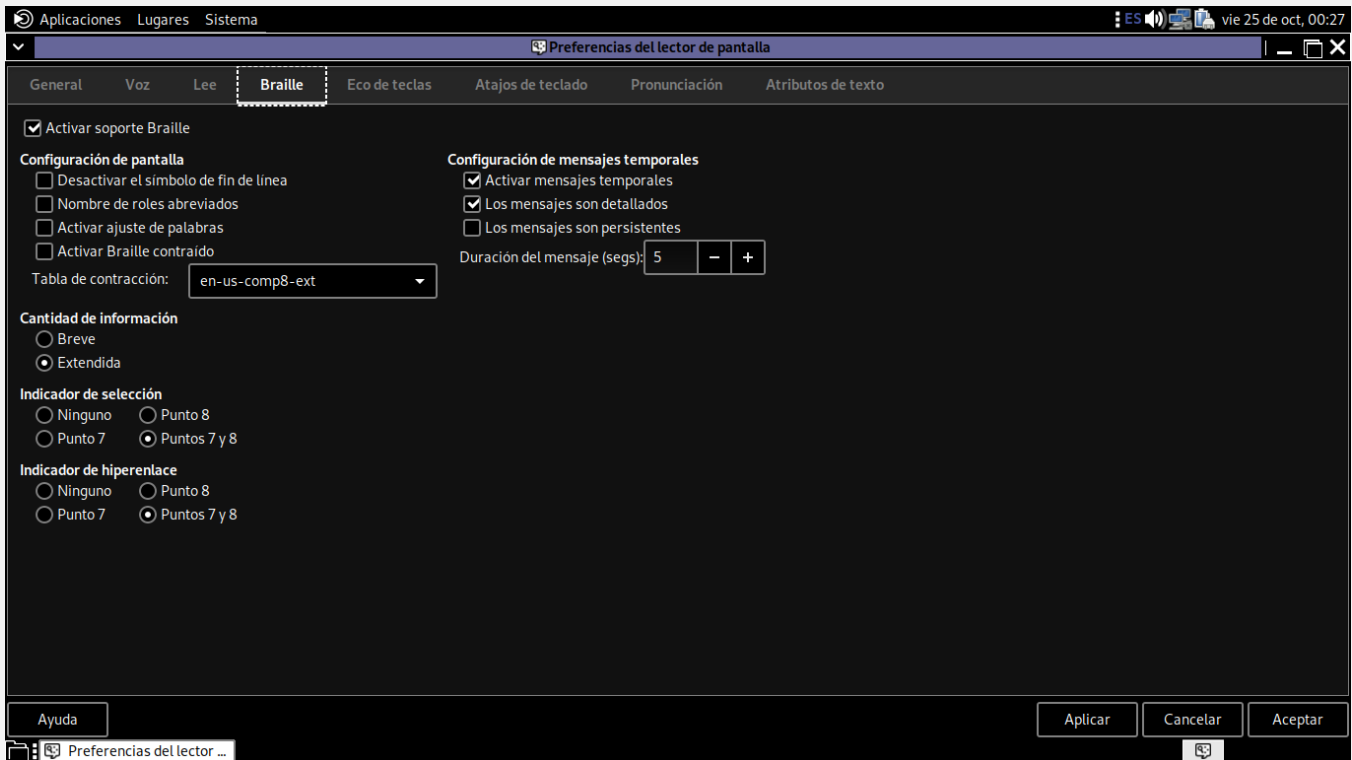 Aplicaciones Lugares Sistema
ES vie 25 de oct, 00:27
Preferencias del lector de pantalla
General Voz Lee Braille Eco de teclas Atajos de teclado Pronunciación Atributos de texto
Activar soporte Braille
Configuración de pantalla
Desactivar el símbolo de fin de línea
Nombre de roles abreviados
Activar ajuste de palabras
Activar Braille contraído
Tabla de contracción: en-us-comp8-ext
Configuración de mensajes temporales
Activar mensajes temporales
Los mensajes son detallados
Los mensajes son persistentes
Duración del mensaje (segs): 5 − +
Cantidad de información
Breve
Extendida
Indicador de selección
Ninguno Punto 8
Punto 7 Puntos 7 y 8
Indicador de hiperenlace
Ninguno Punto 8
Punto 7 Puntos 7 y 8
Ayuda Aplicar Cancelar Aceptar
Preferencias del lector ...